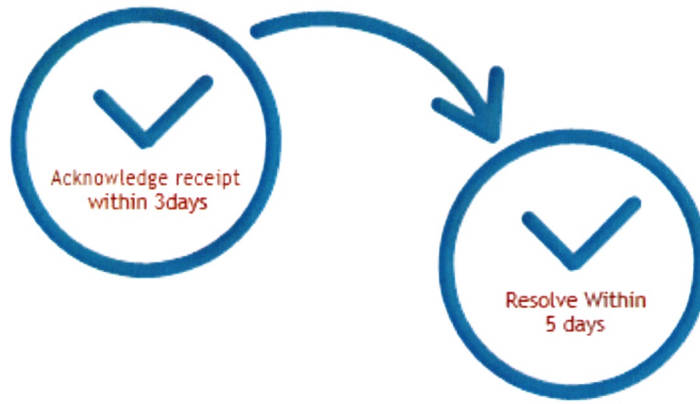 Acknowledge receipt
within 3days
Resolve Within
5 days